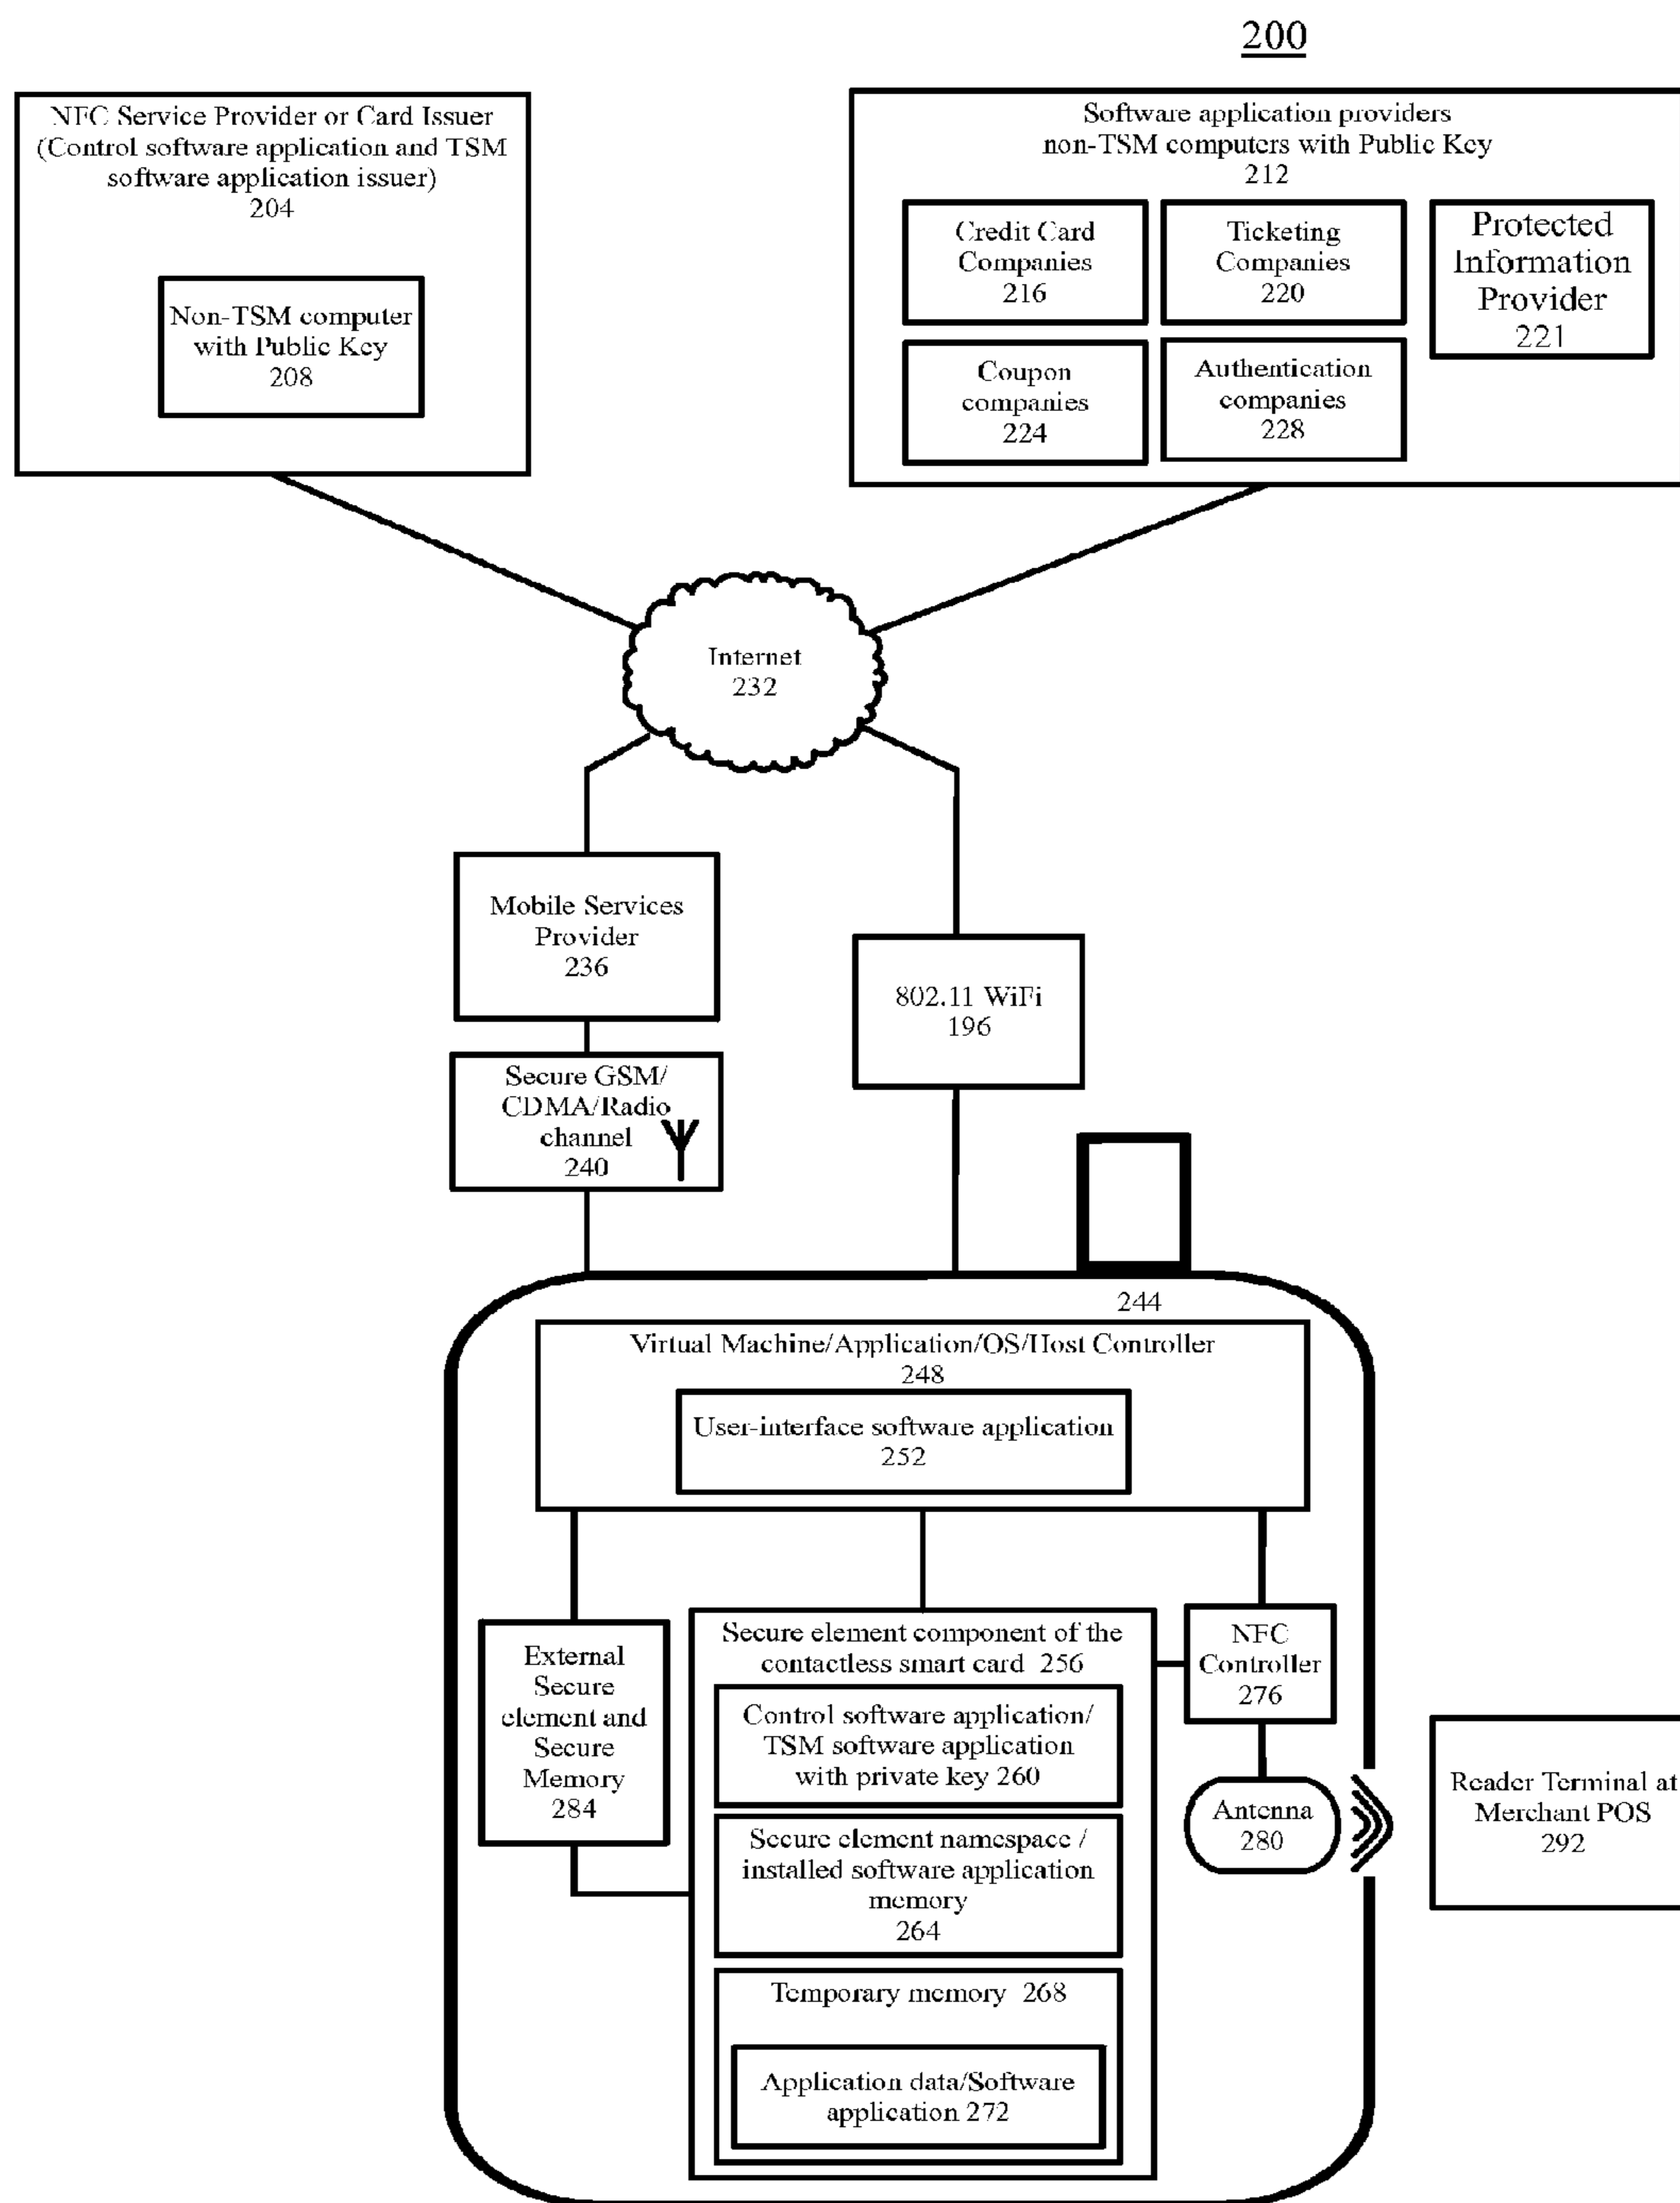 200
NFC Service Provider or Card Issuer
(Control software application and TSM
software application issuer)
204
Non-TSM computer
with Public Key
208
Software application providers
non-TSM computers with Public Key
212
Credit Card
Companies
216
Ticketing
Companies
220
Protected
Information
Provider
221
Coupon
companies
224
Authentication
companies
228
Internet
232
Mobile Services
Provider
236
802.11 WiFi
196
Secure GSM/
CDMA/Radio
channel
240
244
Virtual Machine/Application/OS/Host Controller
248
User-interface software application
252
External
Secure
element and
Secure
Memory
284
Secure element component of the
contactless smart card 256
Control software application/
TSM software application
with private key 260
Secure element namespace /
installed software application
memory
264
Temporary memory 268
Application data/Software
application 272
NFC
Controller
276
Antenna
280
Reader Terminal at
Merchant POS
292